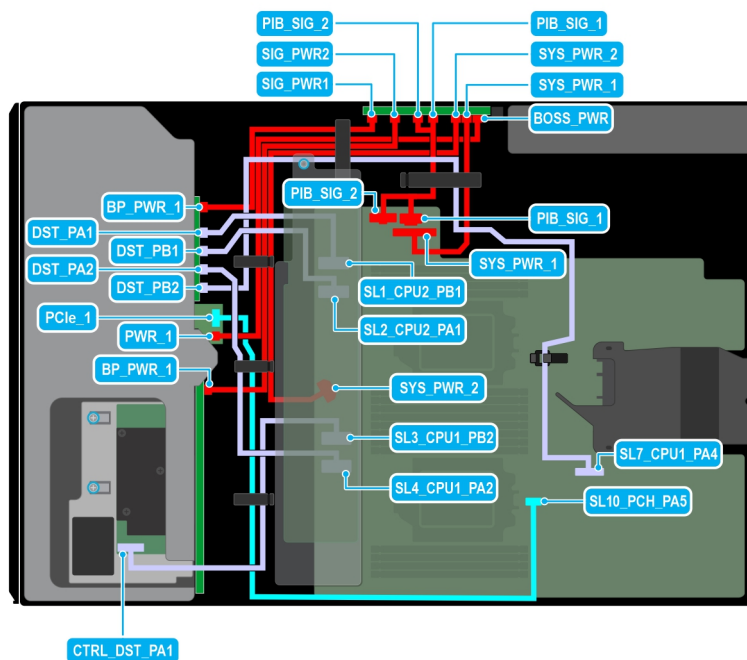 PIB_SIG_2
PIB_SIG_1
SIG_PWR2
SYS_PWR_2
SIG_PWR1
SYS_PWR_1
BOSS_PWR
BP_PWR_1
PIB_SIG_2
DST_PA1
PIB_SIG_1
DST_PB1
DST_PA2
SYS_PWR_1
DST_PB2
SL1_CPU2_PB1
PCIe_1
SL2_CPU2_PA1
PWR_1
BP_PWR_1
SYS_PWR_2
SL3_CPU1_PB2
SL7_CPU1_PA4
SL4_CPU1_PA2
SL10_PCH_PA5
CTRL_DST_PA1